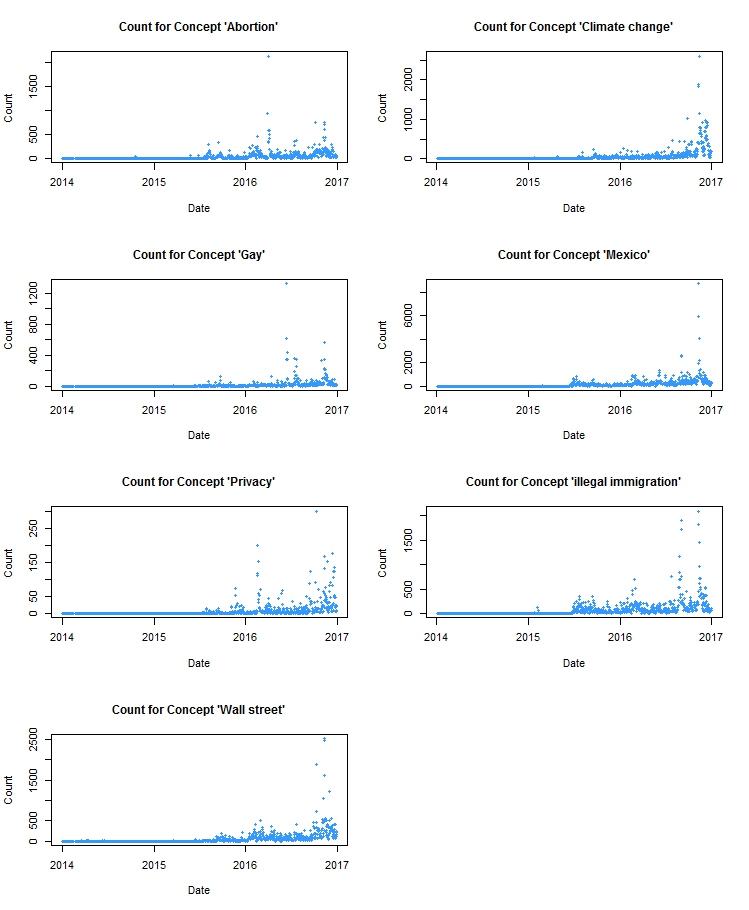 Count for Concept 'Abortion'
Count
0 500 1500
2014 2015 2016 2017
Date
Count for Concept 'Climate change'
Count
0 1000 2000
2014 2015 2016 2017
Date
Count for Concept 'Gay'
Count
0 400 800 1200
2014 2015 2016 2017
Date
Count for Concept 'Mexico'
Count
0 2000 6000
2014 2015 2016 2017
Date
Count for Concept 'Privacy'
Count
0 50 150 250
2014 2015 2016 2017
Date
Count for Concept 'illegal immigration'
Count
0 500 1500
2014 2015 2016 2017
Date
Count for Concept 'Wall street'
Count
0 500 1500 2500
2014 2015 2016 2017
Date